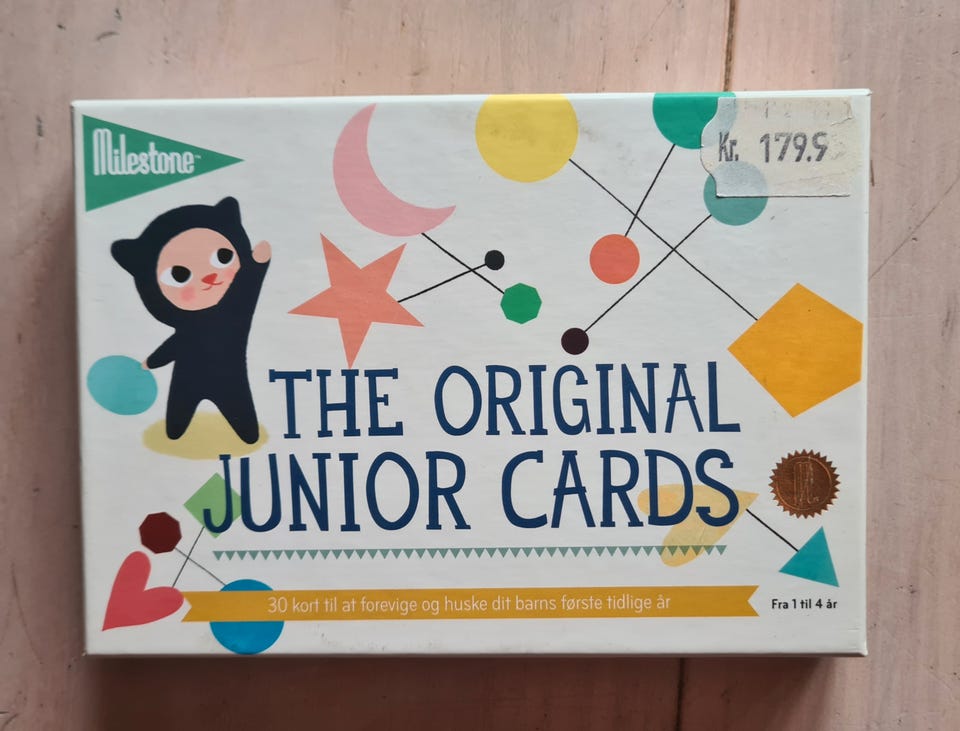 Milestone™
Kr. 179.9
THE ORIGINAL
JUNIOR CARDS
30 kort til at forevige og huske dit barns første tidlige år
Fra 1 til 4 år